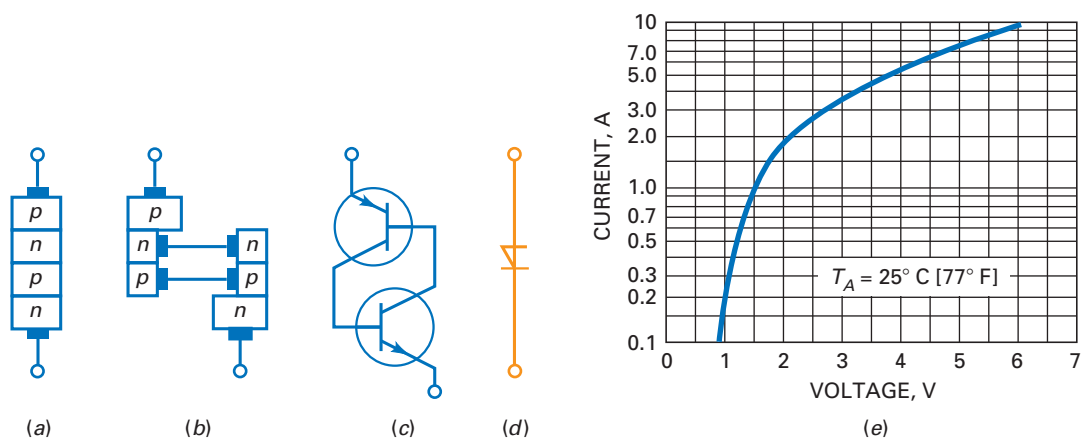 p
n
p
n
(a)
p
n
n
p
p
n
(b)
(c)
(d)
CURRENT, A
10
7.0
5.0
3.0
2.0
1.0
0.7
0.5
0.3
0.2
0.1
T_A = 25° C [77° F]
0 1 2 3 4 5 6 7
VOLTAGE, V
(e)